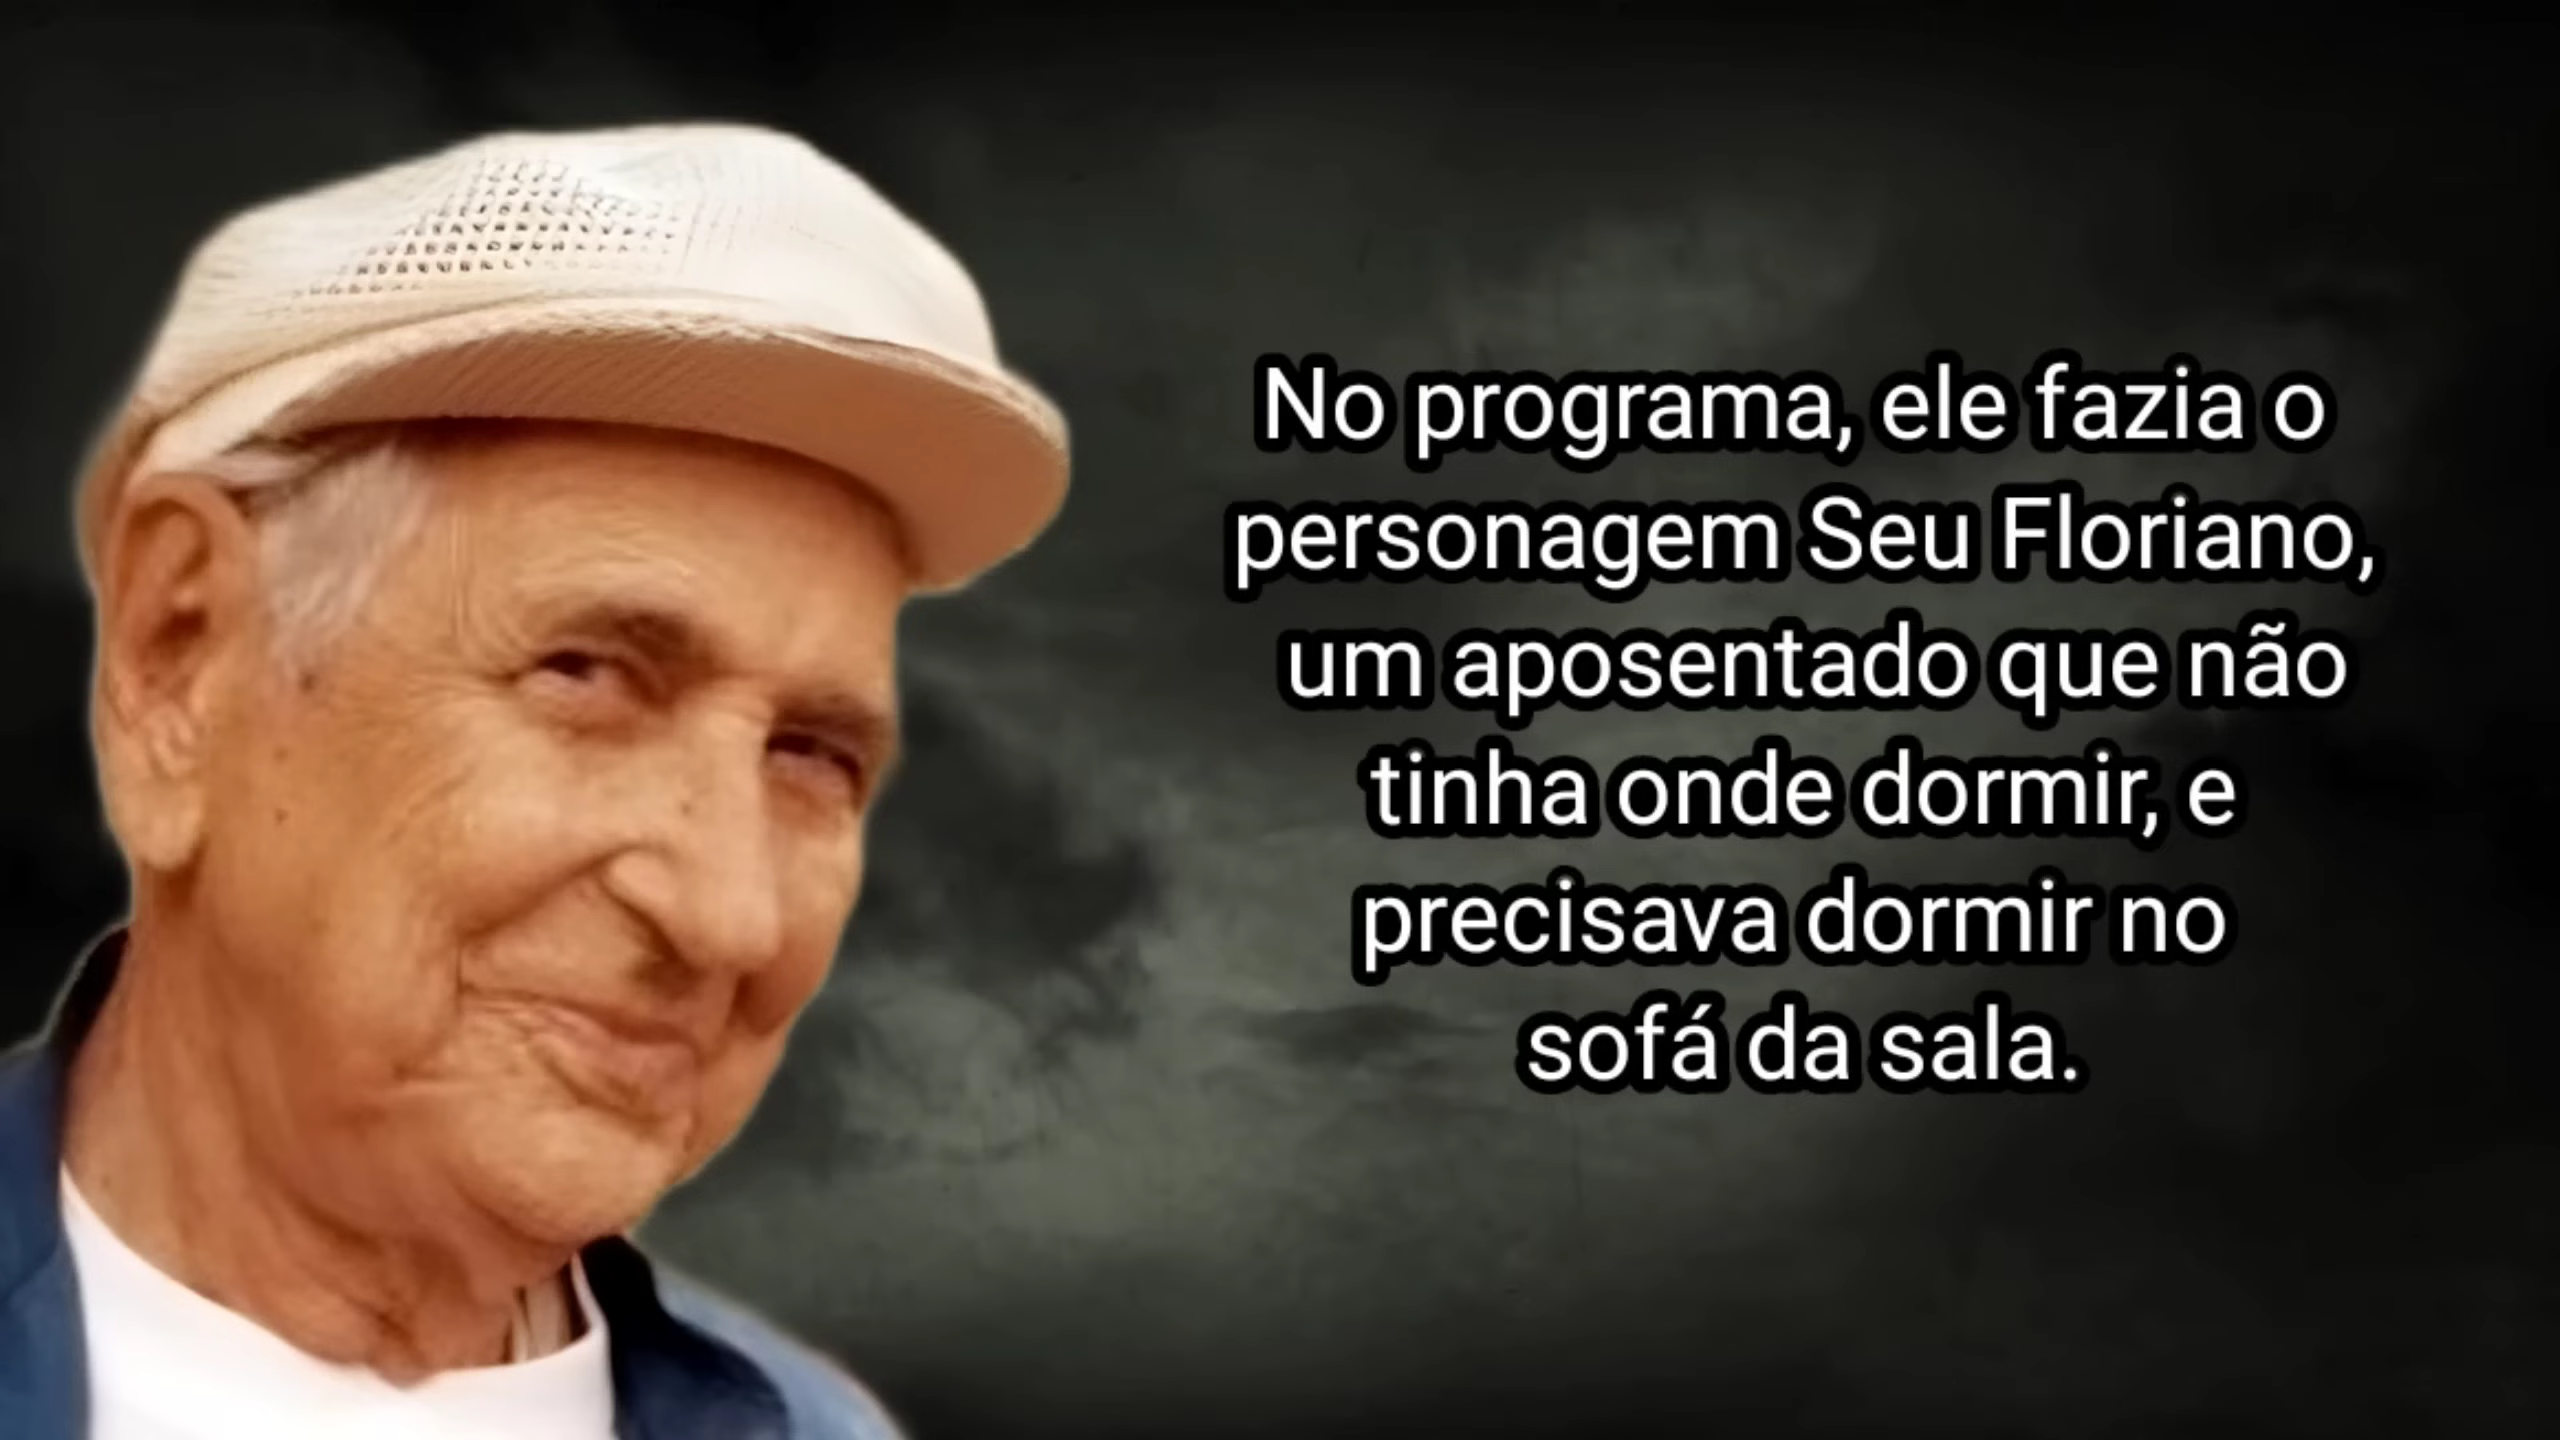 No programa, ele fazia o
personagem Seu Floriano,
um aposentado que não
tinha onde dormir, e
precisava dormir no
sofá da sala.